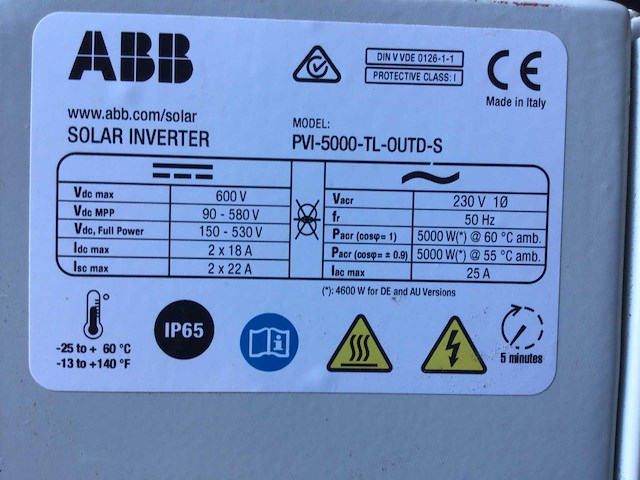 ABB
DIN V VDE 0126-1-1
PROTECTIVE CLASS: I
CE
Made in Italy
www.abb.com/solar
SOLAR INVERTER
MODEL:
PVI-5000-TL-OUTD-S
Vdc max 600 V
Vdc MPP 90 - 580 V
Vdc, Full Power 150 - 530 V
Idc max 2 x 18 A
Isc max 2 x 22 A
Vacr 230 V 1Ø
fr 50 Hz
Pacr (cosφ= 1) 5000 W(*) @ 60 °C amb.
Pacr (cosφ= ± 0.9) 5000 W(*) @ 55 °C amb.
Iac max 25 A
(*): 4600 W for DE and AU Versions
-25 to + 60 °C
-13 to +140 °F
IP65
i
5 minutes